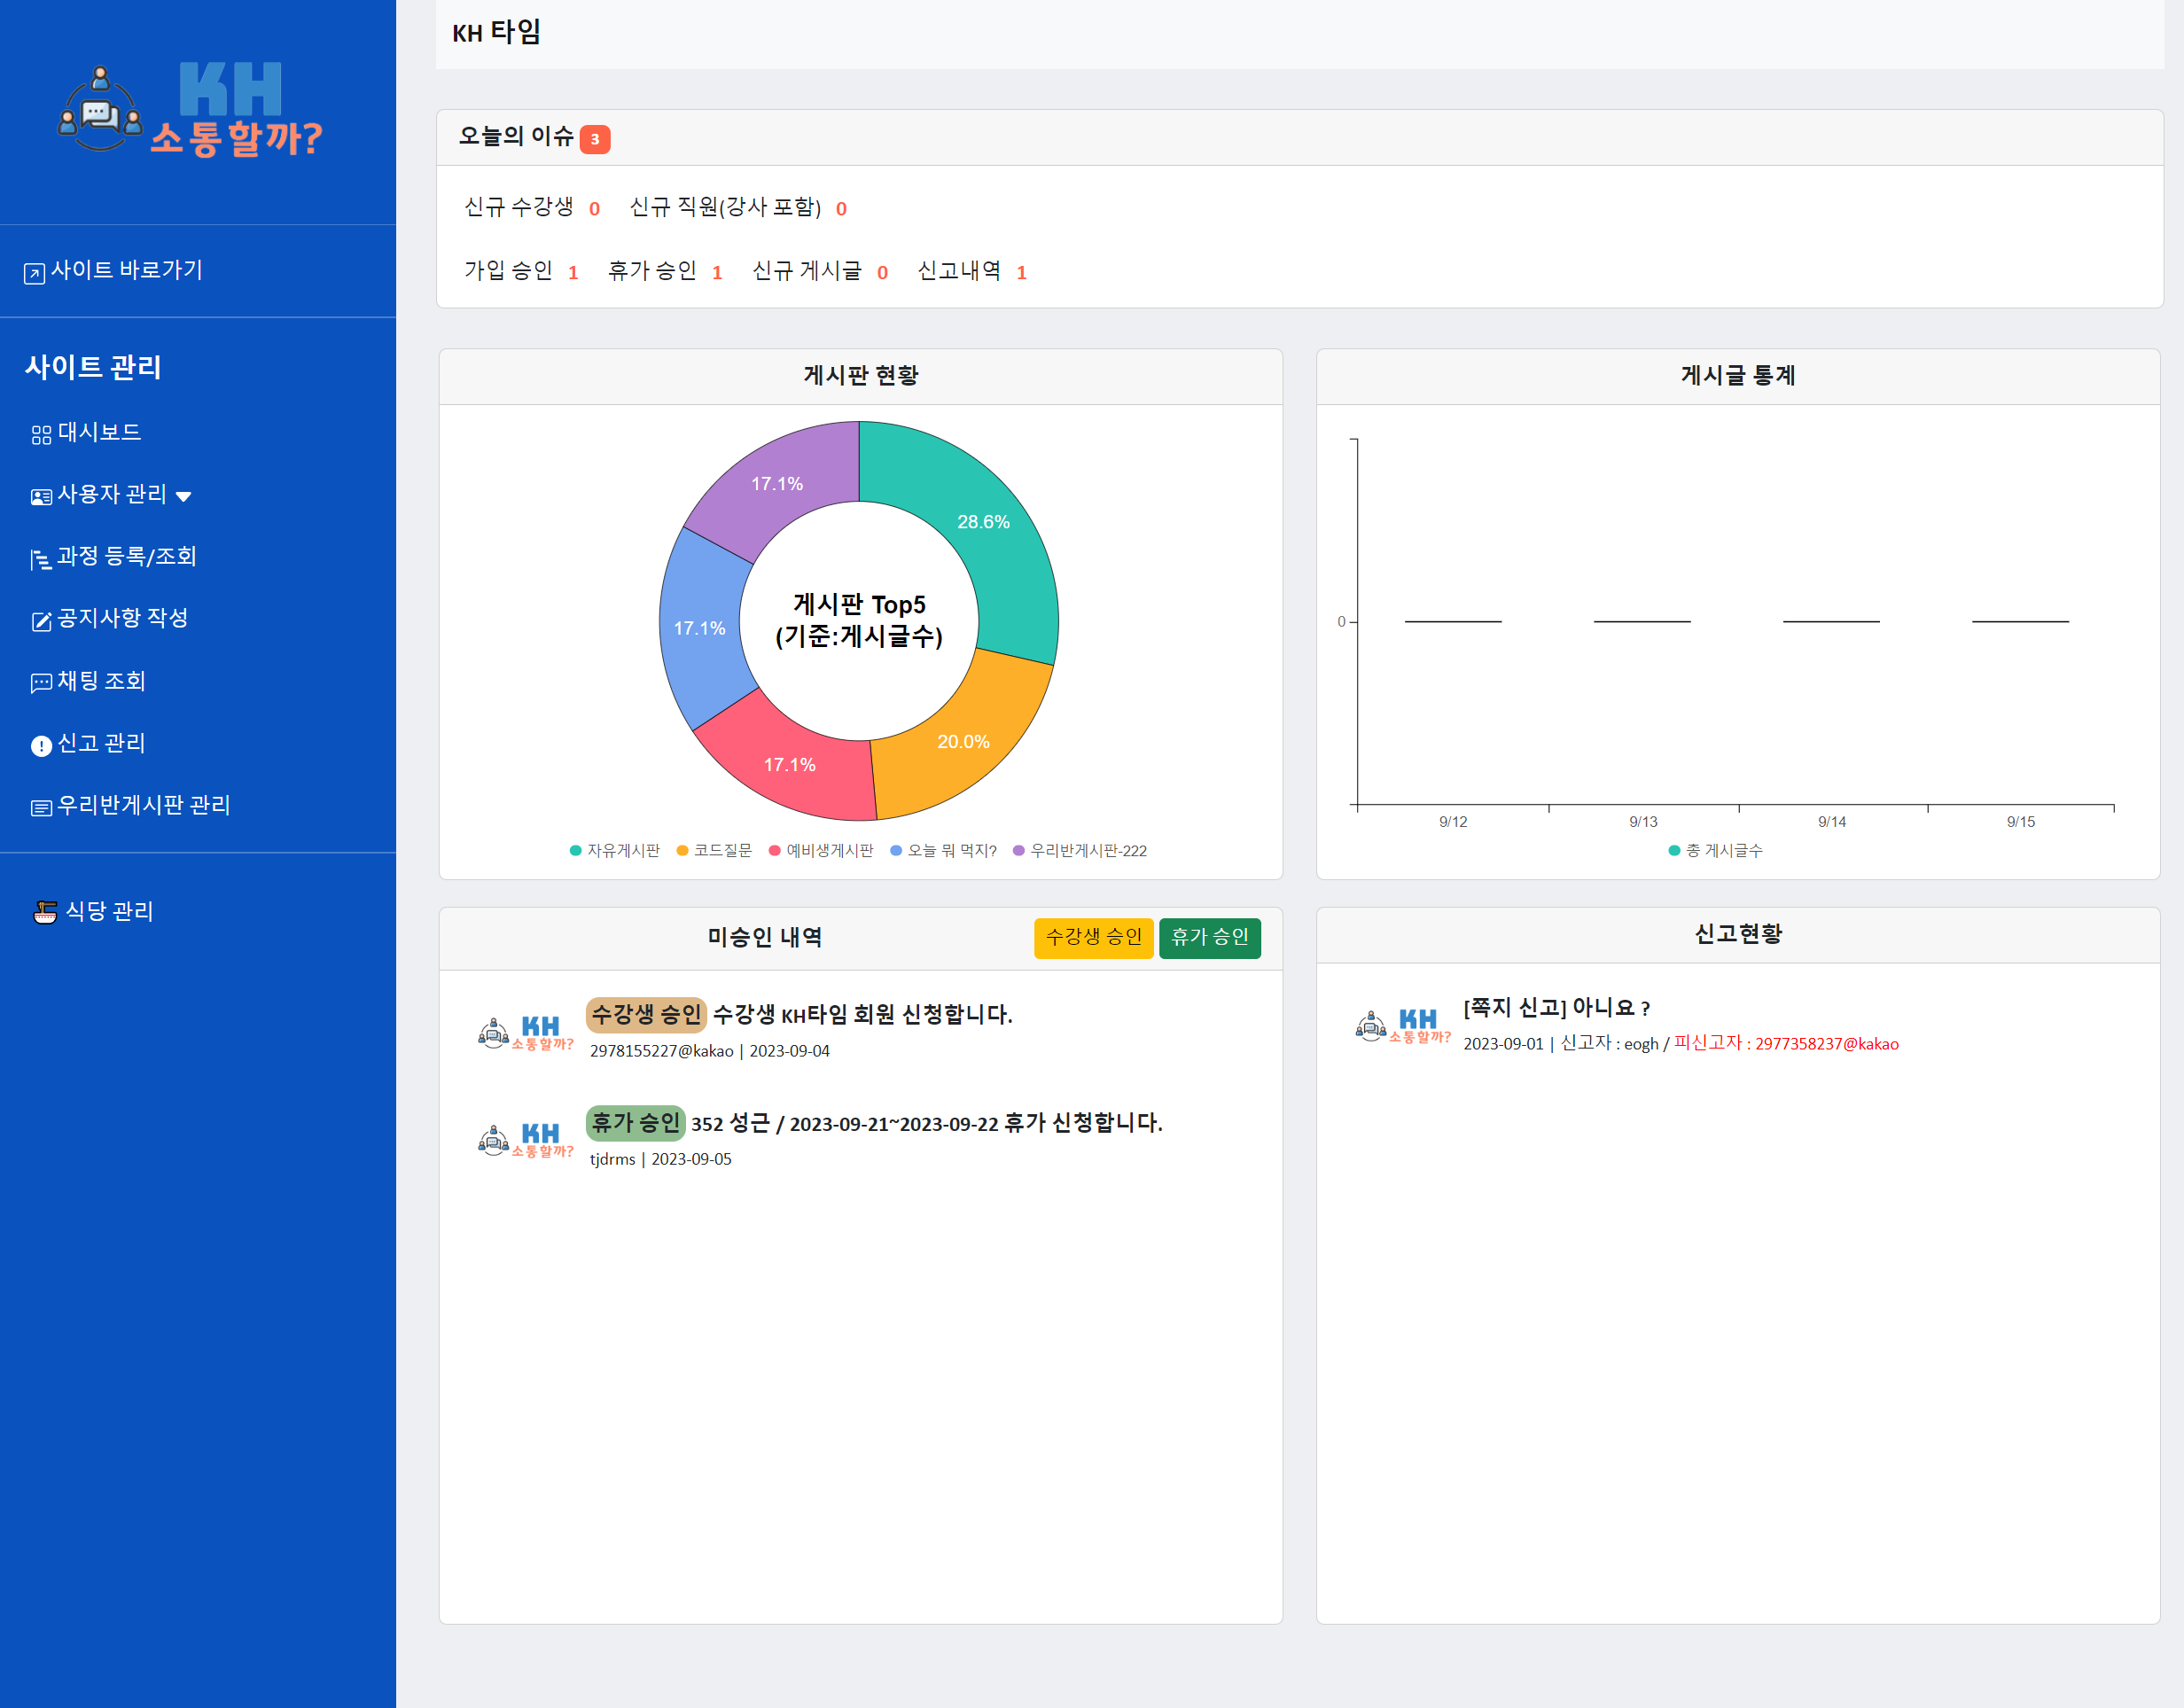 KH
소통할까?
사이트 바로가기
사이트 관리
대시보드
사용자 관리
과정 등록/조회
공지사항 작성
채팅 조회
신고 관리
우리반게시판 관리
식당 관리
KH 타임
오늘의 이슈 3
신규 수강생 0 신규 직원(강사 포함) 0
가입 승인 1 휴가 승인 1 신규 게시글 0 신고내역 1
게시판 현황
17.1%
28.6%
17.1%
20.0%
17.1%
게시판 Top5
(기준:게시글수)
자유게시판 코드질문 예비생게시판 오늘 뭐 먹지? 우리반게시판-222
게시글 통계
0
9/12 9/13 9/14 9/15
총 게시글수
미승인 내역 수강생 승인 휴가 승인
KH
소통할까?
수강생 승인 수강생 KH타임 회원 신청합니다.
2978155227@kakao | 2023-09-04
KH
소통할까?
휴가 승인 352 성근 / 2023-09-21~2023-09-22 휴가 신청합니다.
tjdrms | 2023-09-05
신고현황
KH
소통할까?
[쪽지 신고] 아니요 ?
2023-09-01 | 신고자 : eogh / 피신고자 : 2977358237@kakao